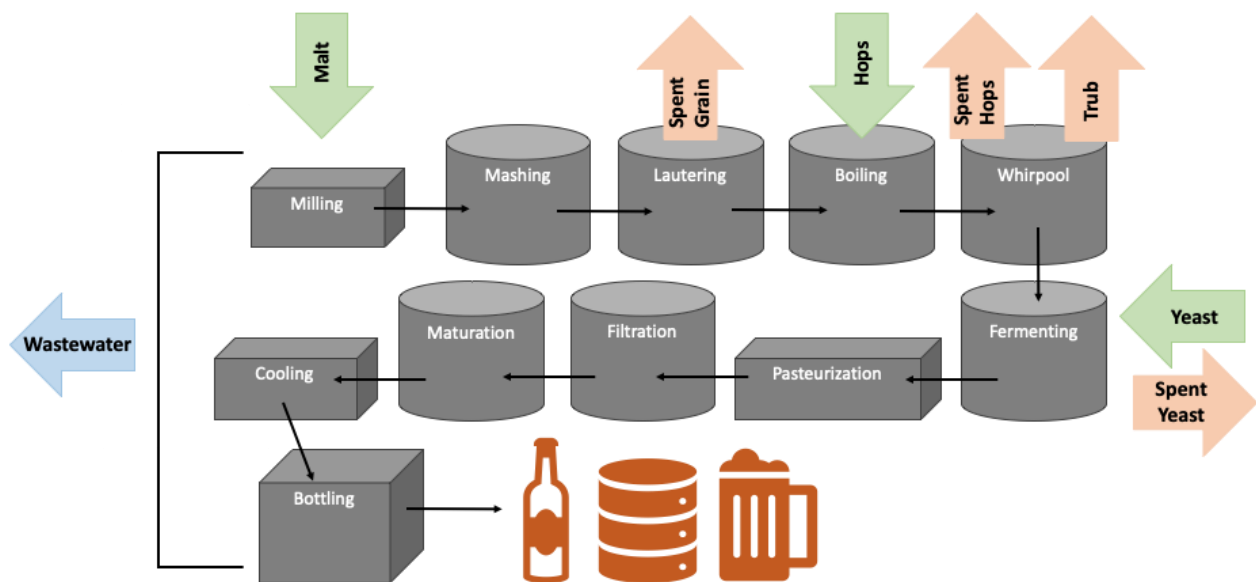 Malt
Spent
Grain
Hops
Spent
Hops
Trub
Milling
Mashing
Lautering
Boiling
Whirpool
Wastewater
Cooling
Maturation
Filtration
Pasteurization
Fermenting
Yeast
Spent
Yeast
Bottling